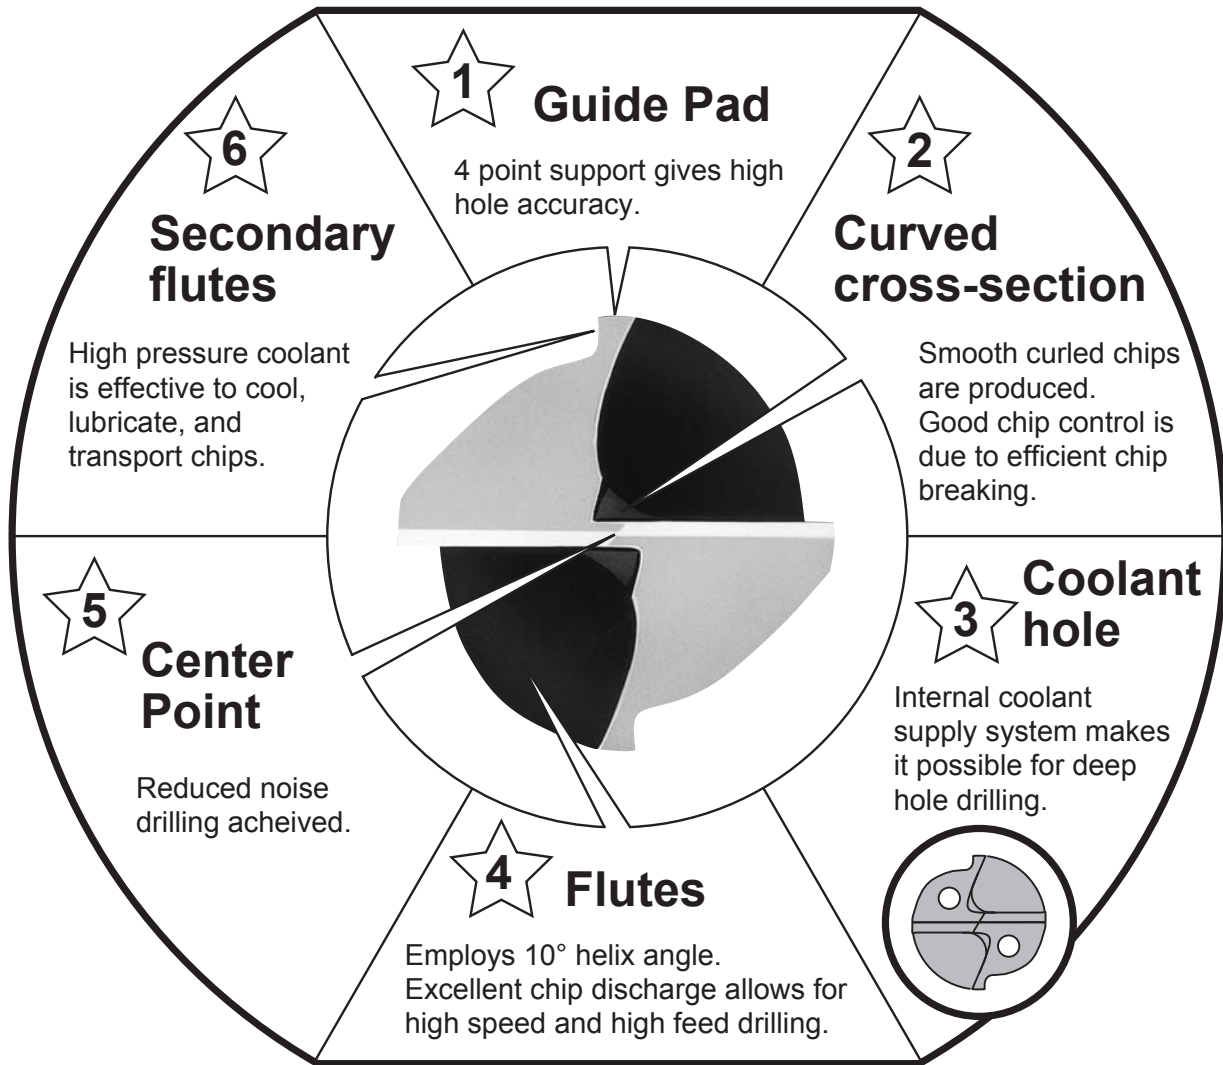 1
Guide Pad
4 point support gives high
hole accuracy.
2
Curved
cross-section
Smooth curled chips
are produced.
Good chip control is
due to efficient chip
breaking.
3
Coolant
hole
Internal coolant
supply system makes
it possible for deep
hole drilling.
4
Flutes
Employs 10° helix angle.
Excellent chip discharge allows for
high speed and high feed drilling.
5
Center
Point
Reduced noise
drilling acheived.
6
Secondary
flutes
High pressure coolant
is effective to cool,
lubricate, and
transport chips.